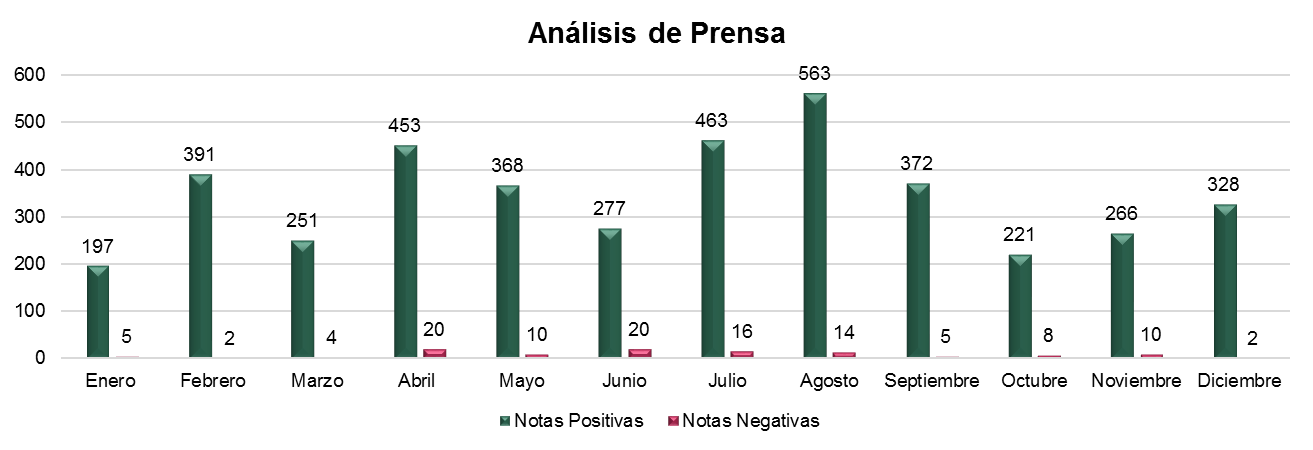 Análisis de Prensa
600
500
400
300
200
100
0
197
391
251
453
368
277
463
563
372
221
266
328
5
2
4
20
10
20
16
14
5
8
10
2
Enero
Febrero
Marzo
Abril
Mayo
Junio
Julio
Agosto
Septiembre
Octubre
Noviembre
Diciembre
Notas Positivas
Notas Negativas